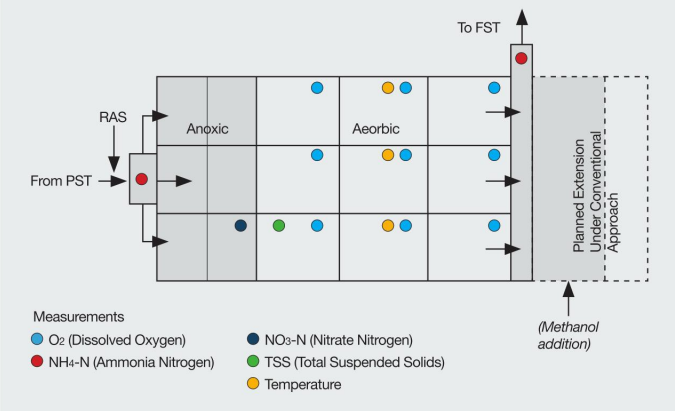 To FST
RAS
Anoxic
Aeorbic
From PST
Planned Extension
Under Conventional
Approach
(Methanol
addition)
Measurements
O2 (Dissolved Oxygen)
NH4-N (Ammonia Nitrogen)
NO3-N (Nitrate Nitrogen)
TSS (Total Suspended Solids)
Temperature